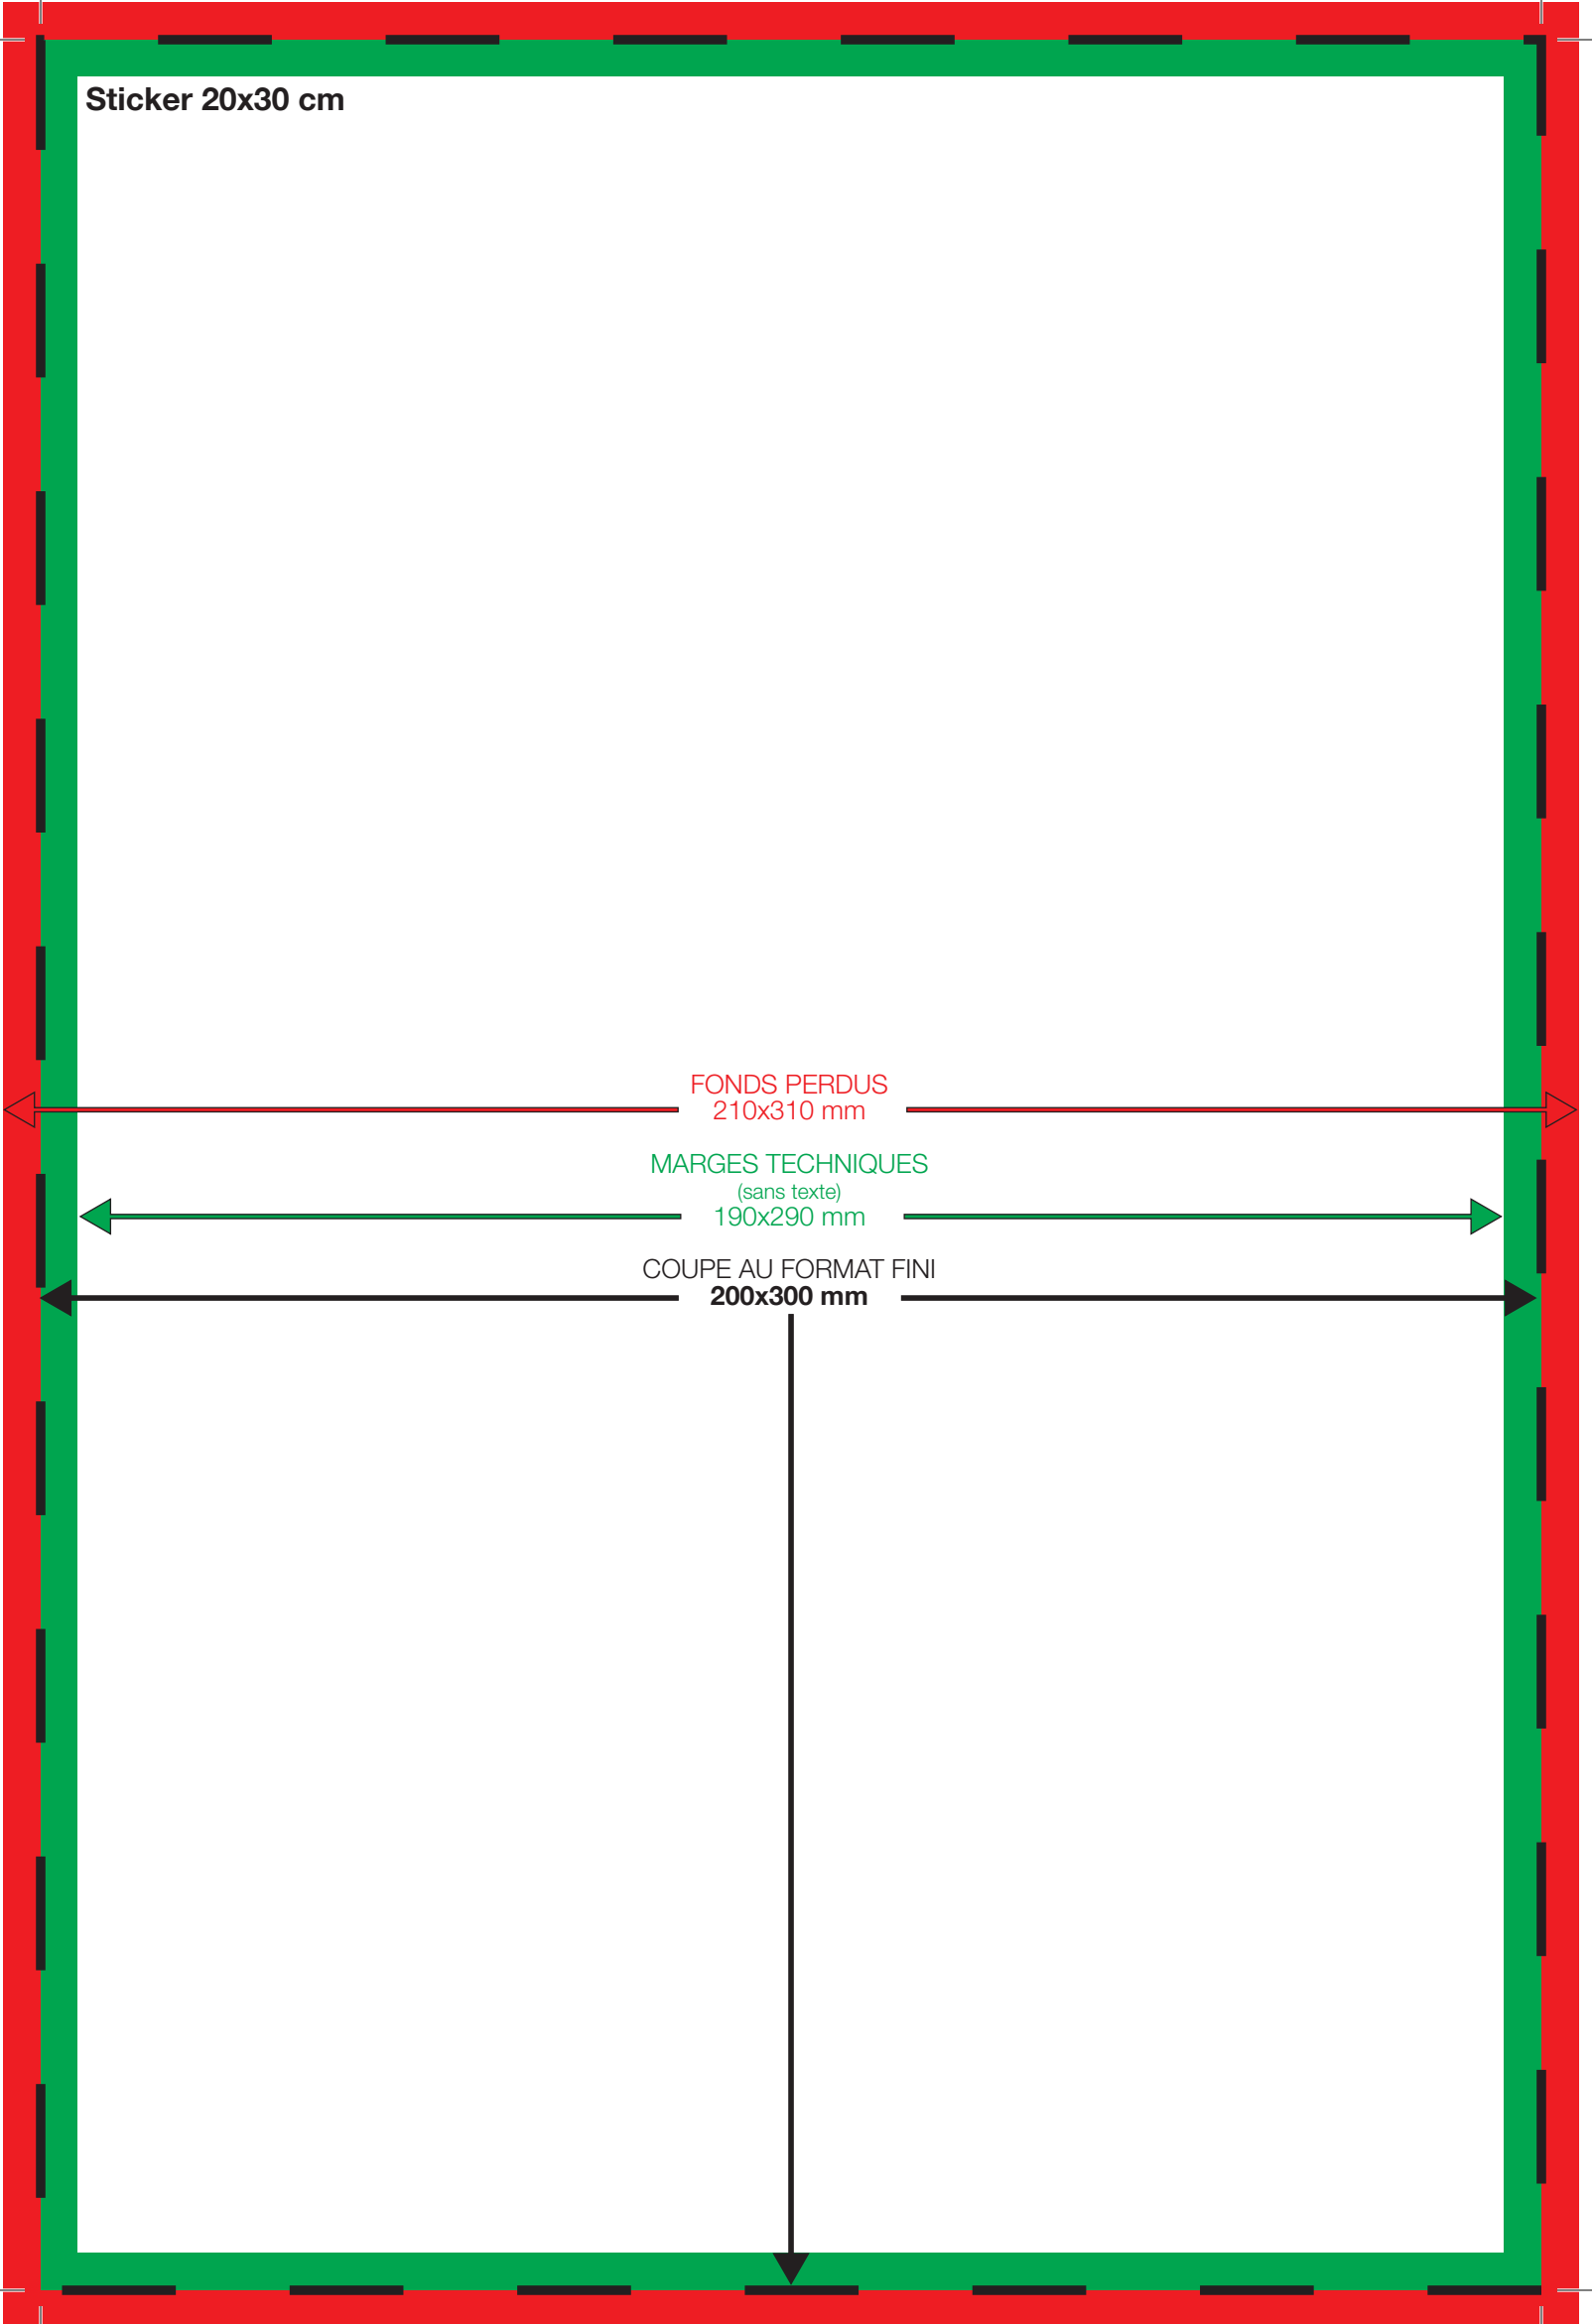 Sticker 20x30 cm
FONDS PERDUS
210x310 mm
MARGES TECHNIQUES
(sans texte)
190x290 mm
COUPE AU FORMAT FINI
200x300 mm